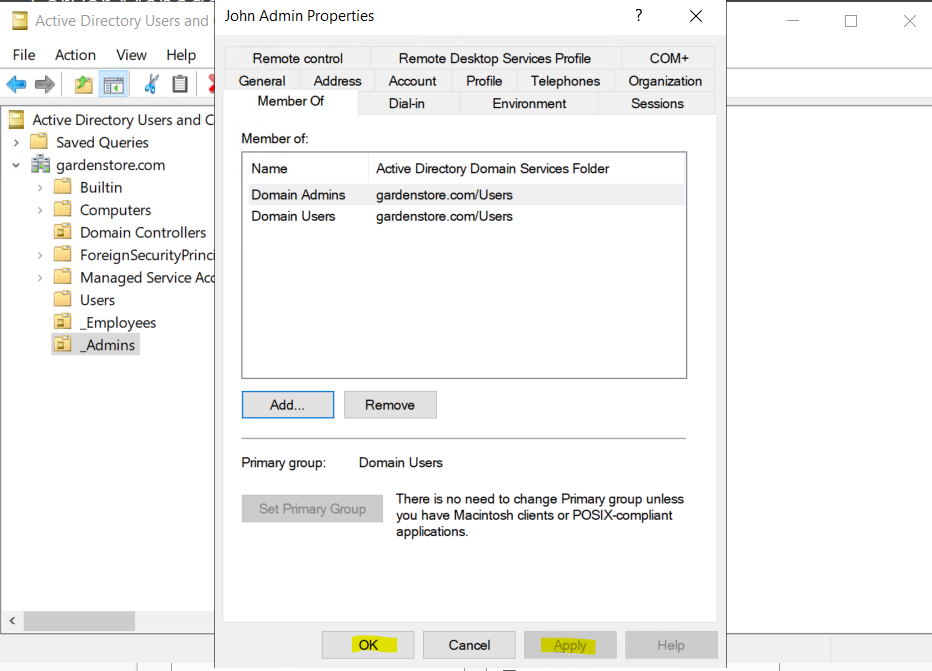 John Admin Properties
?
Active Directory Users and
File Action View Help
Active Directory Users and C
Saved Queries
gardenstore.com
Builtin
Computers
Domain Controllers
ForeignSecurityPrinci
Managed Service Acc
Users
_Employees
_Admins
Remote control Remote Desktop Services Profile COM+
General Address Account Profile Telephones Organization
Member Of Dial-in Environment Sessions
Member of:
Name Active Directory Domain Services Folder
Domain Admins gardenstore.com/Users
Domain Users gardenstore.com/Users
Add... Remove
Primary group: Domain Users
Set Primary Group
There is no need to change Primary group unless
you have Macintosh clients or POSIX-compliant
applications.
OK Cancel Apply Help